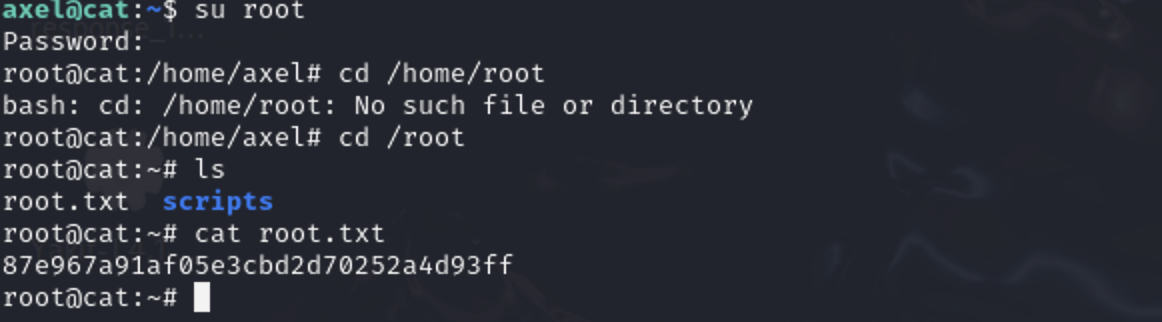 axel@cat:~$ su root
Password:
root@cat:/home/axel# cd /home/root
bash: cd: /home/root: No such file or directory
root@cat:/home/axel# cd /root
root@cat:~# ls
root.txt  scripts
root@cat:~# cat root.txt
87e967a91af05e3cbd2d70252a4d93ff
root@cat:~#